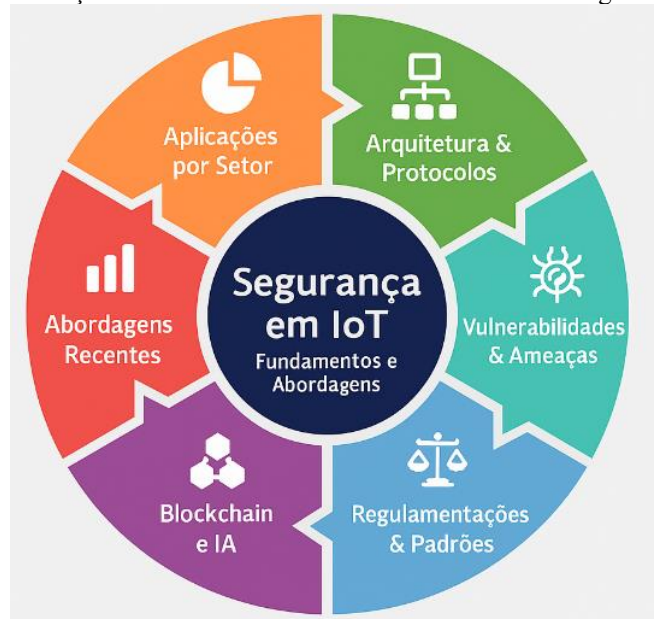 Aplicações
por Setor
Arquitetura &
Protocolos
Abordagens
Recentes
Segurança
em IoT
Fundamentos e
Abordagens
Vulnerabilidades
& Ameaças
Blockchain
e IA
Regulamentações
& Padrões